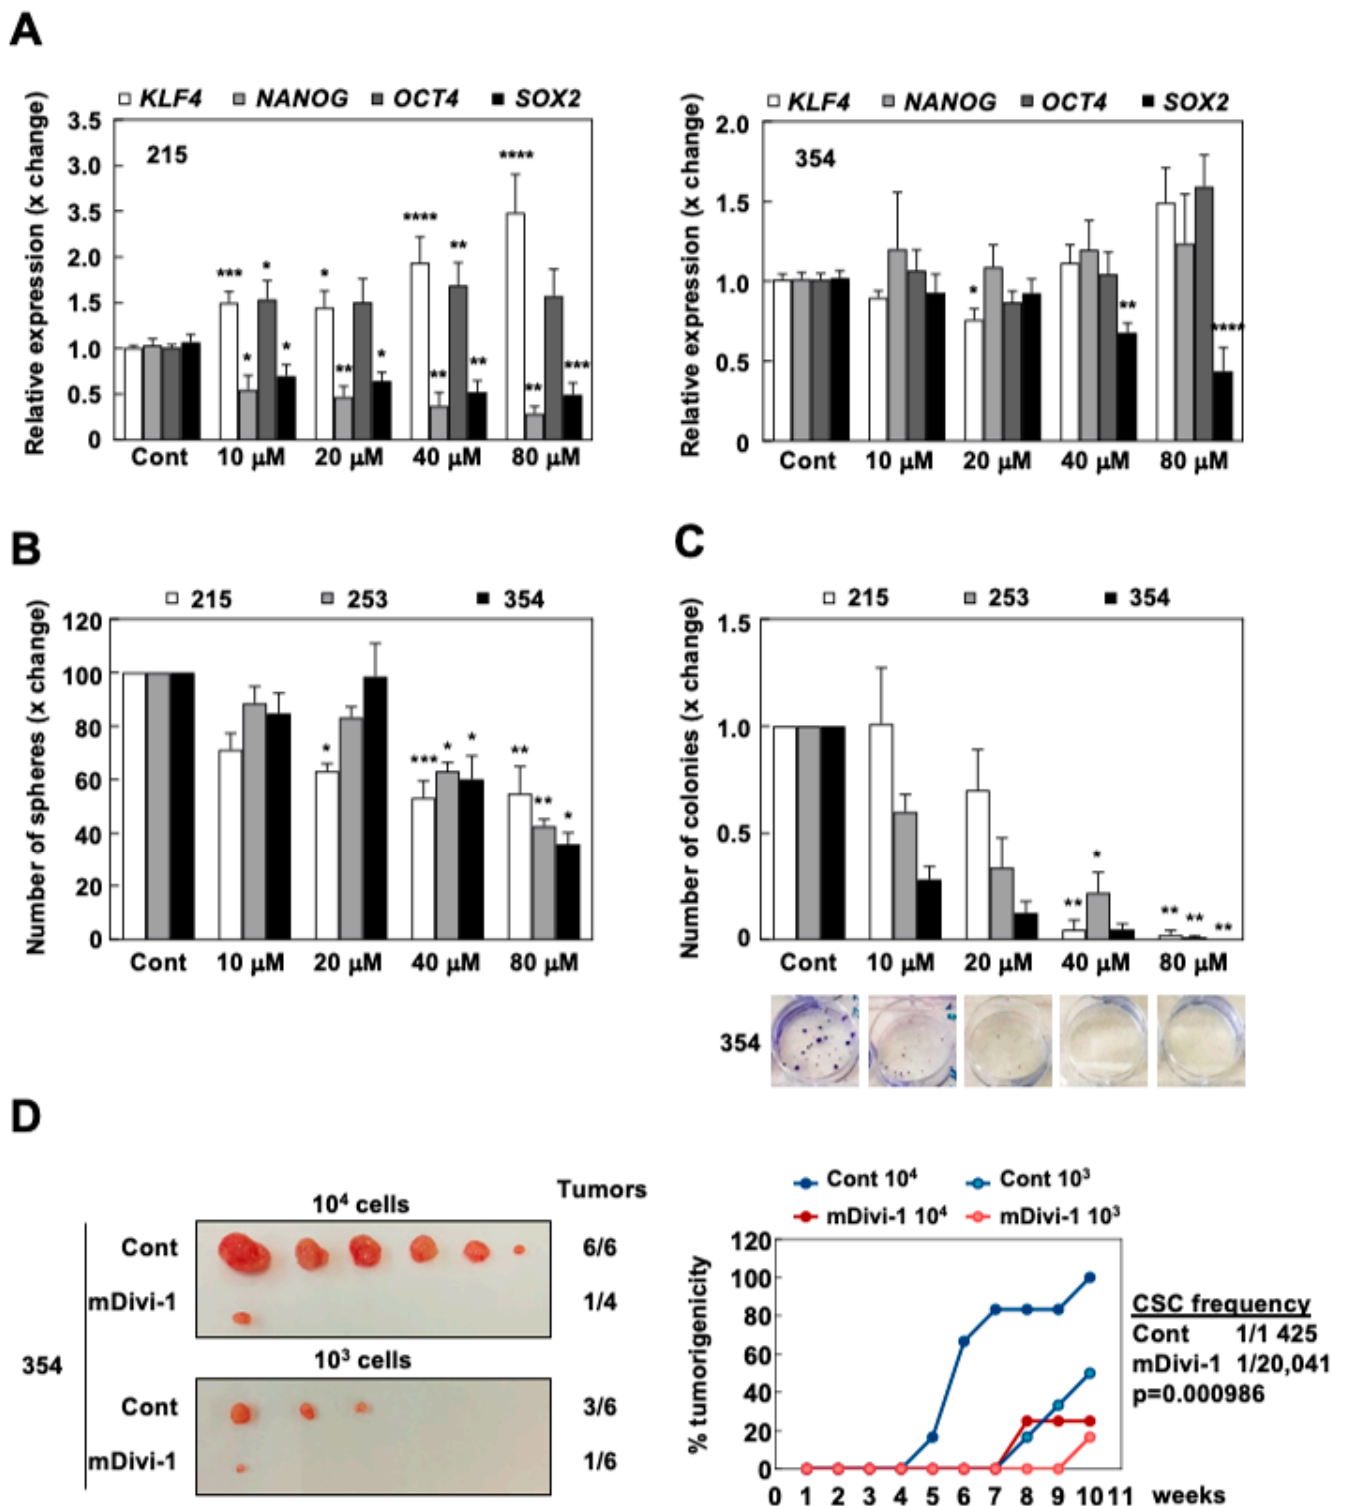 A
KLF4 NANOG OCT4 SOX2
Relative expression (x change)
3.5
3.0
3.5
2.0
1.5
1.0
0.5
0
215
*** * * *
* ** *
**** ** ** **
**** ** ***
Cont 10 µM 20 µM 40 µM 80 µM
KLF4 NANOG OCT4 SOX2
Relative expression (x change)
2.0
1.5
1.0
0.5
0
354
*
**
****
Cont 10 µM 20 µM 40 µM 80 µM
B
215 253 354
Number of spheres (x change)
120
100
80
60
40
20
0
*
*** * *
** ** *
Cont 10 µM 20 µM 40 µM 80 µM
C
215 253 354
Number of colonies (x change)
1.5
1.0
0.5
0
** *
** ** **
Cont 10 µM 20 µM 40 µM 80 µM
354
D
354
10⁴ cells
Tumors
Cont 6/6
mDivi-1 1/4
10³ cells
Cont 3/6
mDivi-1 1/6
Cont 10⁴ Cont 10³
mDivi-1 10⁴ mDivi-1 10³
% tumorigenicity
120
100
80
60
40
20
0
0 1 2 3 4 5 6 7 8 9 10 11 weeks
CSC frequency
Cont 1/1 425
mDivi-1 1/20,041
p=0.000986